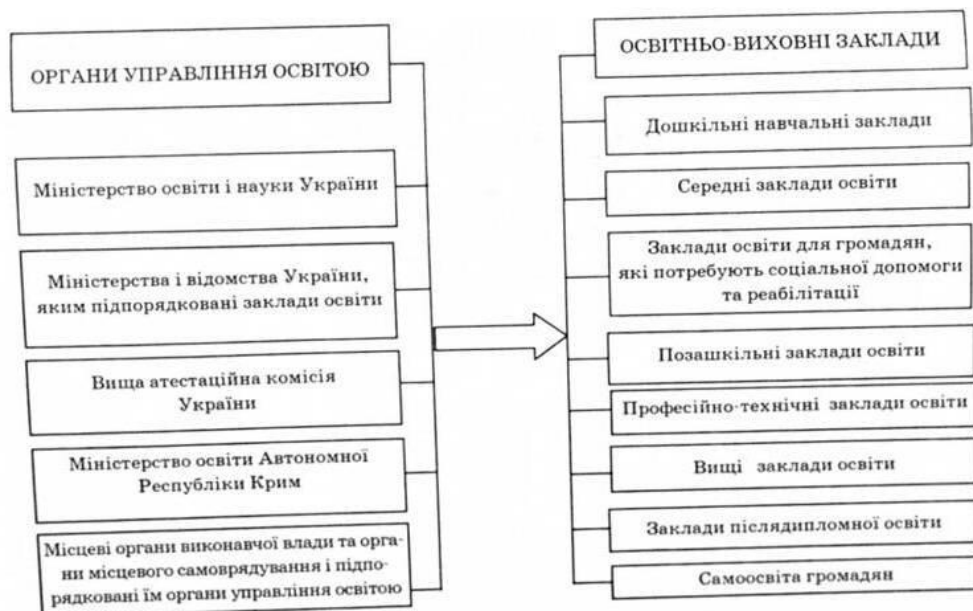 ОРГАНИ УПРАВЛІННЯ ОСВІТОЮ
Міністерство освіти і науки України
Міністерства і відомства України,
яким підпорядковані заклади освіти
Вища атестаційна комісія
України
Міністерство освіти Автономної
Республіки Крим
Місцеві органи виконавчої влади та орга-
ни місцевого самоврядування і підпо-
рядковані їм органи управління освітою
ОСВІТНЬО-ВИХОВНІ ЗАКЛАДИ
Дошкільні навчальні заклади
Середні заклади освіти
Заклади освіти для громадян,
які потребують соціальної допомоги
та реабілітації
Позашкільні заклади освіти
Професійно-технічні заклади освіти
Вищі заклади освіти
Заклади післядипломної освіти
Самоосвіта громадян